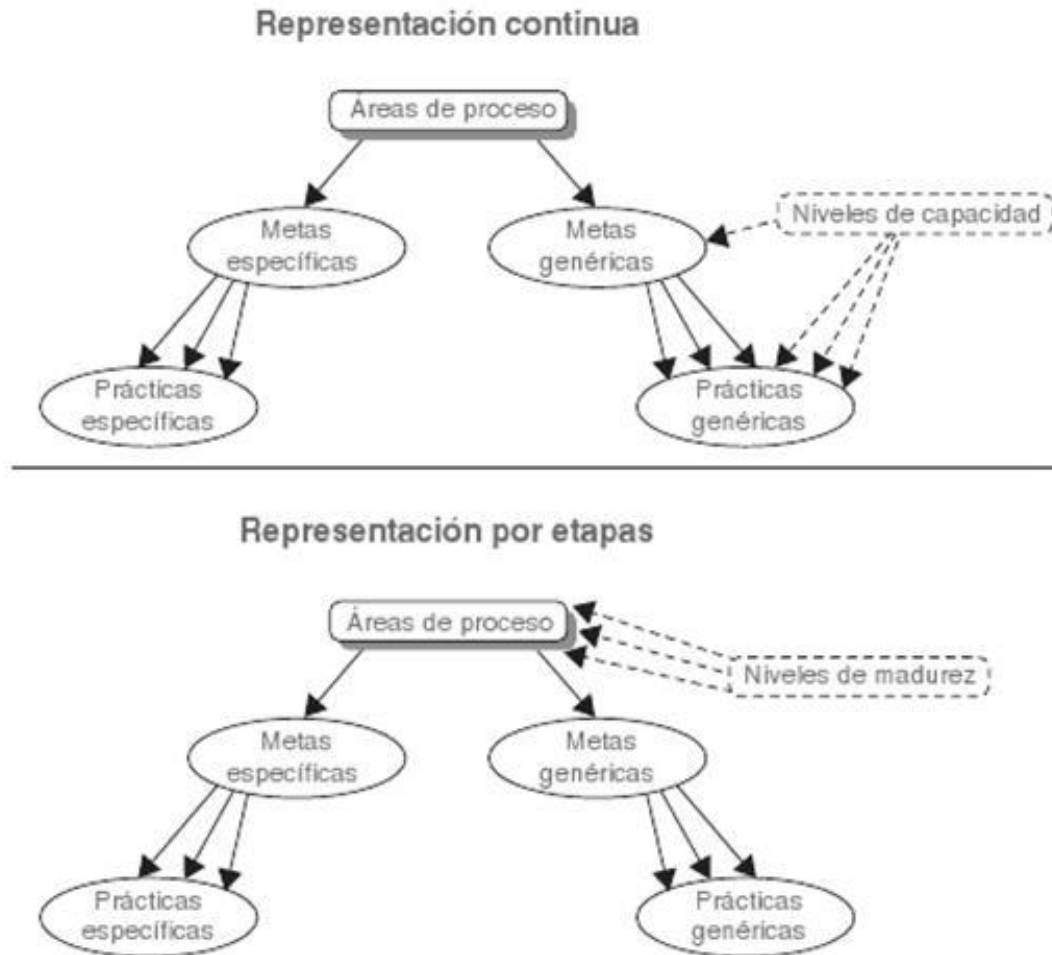 Representación continua
Áreas de proceso
Metas
específicas
Metas
genéricas
Niveles de capacidad
Prácticas
específicas
Prácticas
genéricas
Representación por etapas
Áreas de proceso
Niveles de madurez
Metas
específicas
Metas
genéricas
Prácticas
específicas
Prácticas
genéricas